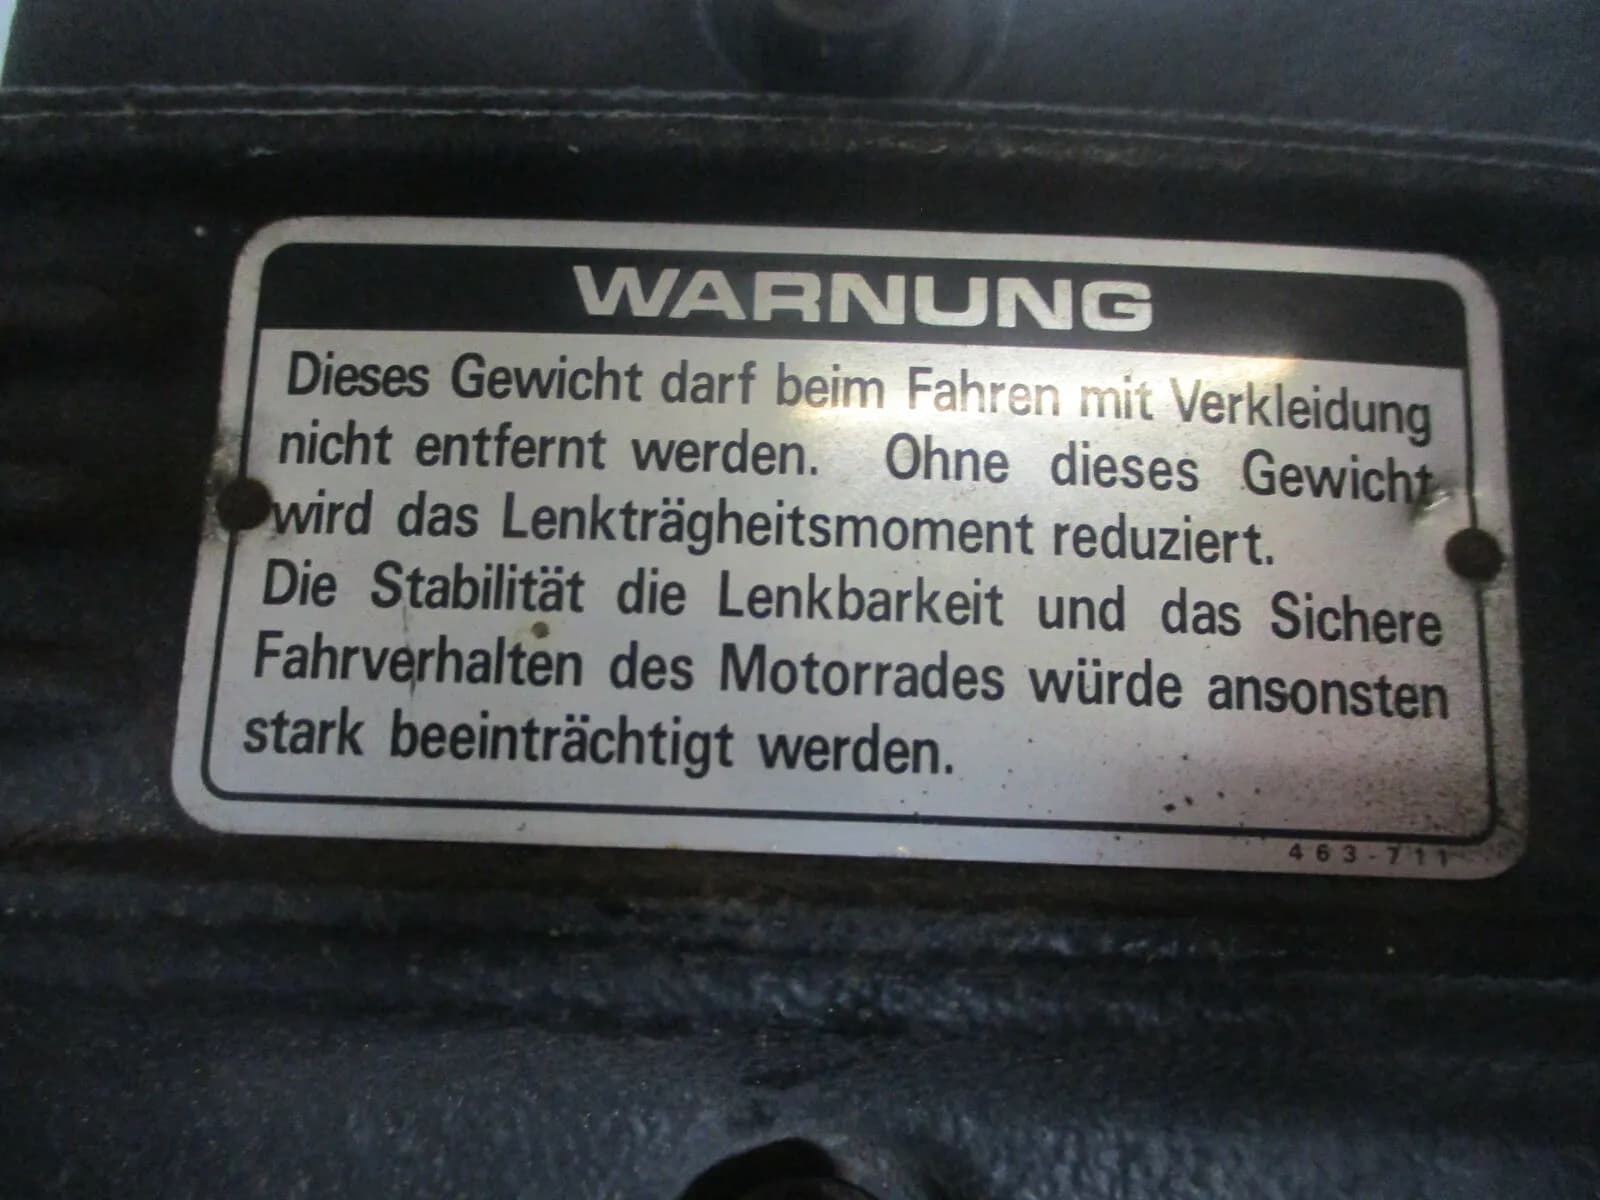 WARNUNG
Dieses Gewicht darf beim Fahren mit Verkleidung
nicht entfernt werden. Ohne dieses Gewicht
wird das Lenkträgheitsmoment reduziert.
Die Stabilität die Lenkbarkeit und das Sichere
Fahrverhalten des Motorrades würde ansonsten
stark beeinträchtigt werden.
463-711